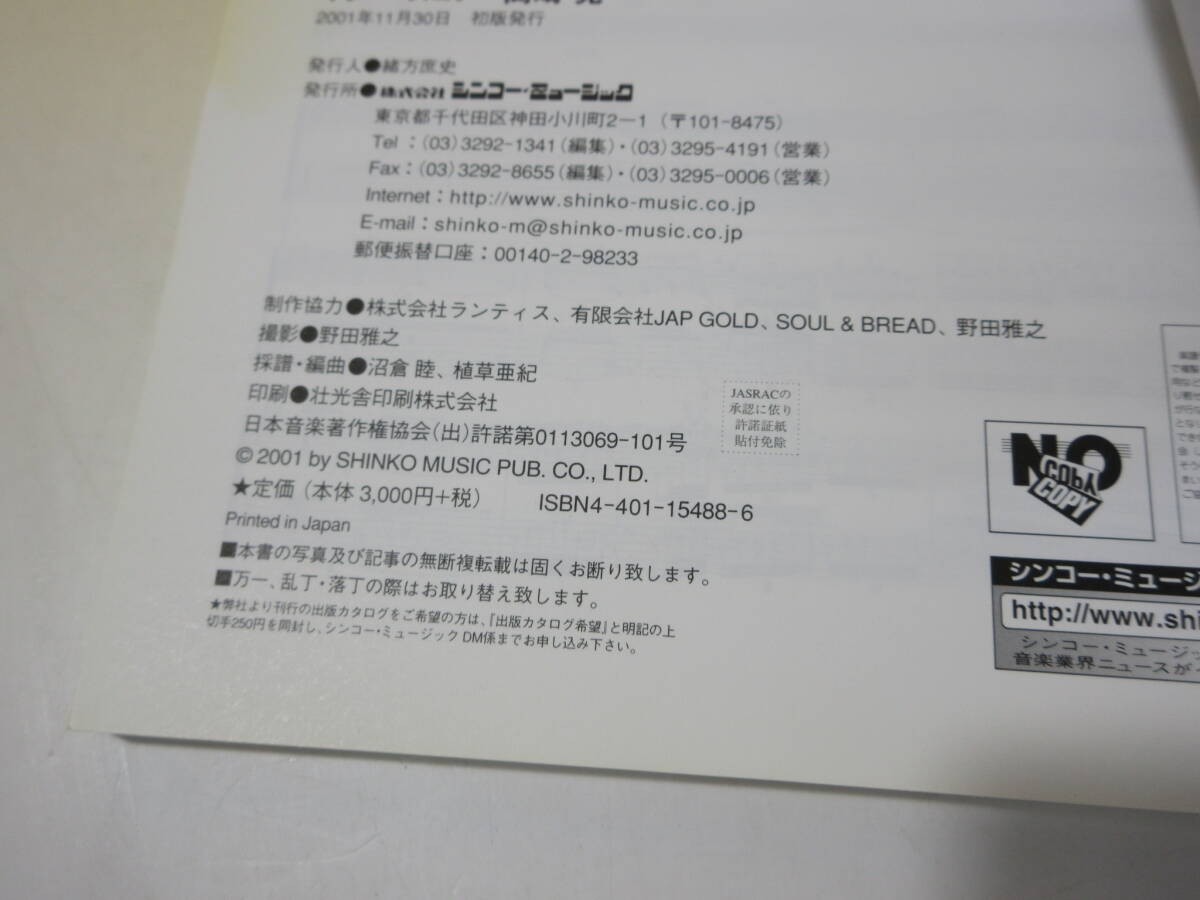 2001年11月30日　初版発行
発行人●緒方庶史
発行所●株式会社 シンコー・ミュージック
東京都千代田区神田小川町2-1（〒101-8475）
Tel：(03)3292-1341（編集）・(03)3295-4191（営業）
Fax：(03)3292-8655（編集）・(03)3295-0006（営業）
Internet：http://www.shinko-music.co.jp
E-mail：shinko-m@shinko-music.co.jp
郵便振替口座：00140-2-98233
制作協力●株式会社ランティス、有限会社JAP GOLD、SOUL & BREAD、野田雅之
撮影●野田雅之
採譜・編曲●沼倉 睦、植草亜紀
印刷●壮光舎印刷株式会社
日本音楽著作権協会（出）許諾第0113069-101号
© 2001 by SHINKO MUSIC PUB. CO., LTD.
★定価（本体 3,000円+税）　ISBN4-401-15488-6
Printed in Japan
■本書の写真及び記事の無断複転載は固くお断り致します。
■万一、乱丁・落丁の際はお取り替え致します。
★弊社より刊行の出版カタログをご希望の方は、『出版カタログ希望』と明記の上
切手250円を同封し、シンコー・ミュージック DM係までお申し込み下さい。
JASRACの
承認に依り
許諾証紙
貼付免除
NO
COPY
COPY
シンコー・ミュージ
http://www.shi
シンコー・ミュージッ
音楽業界ニュースが